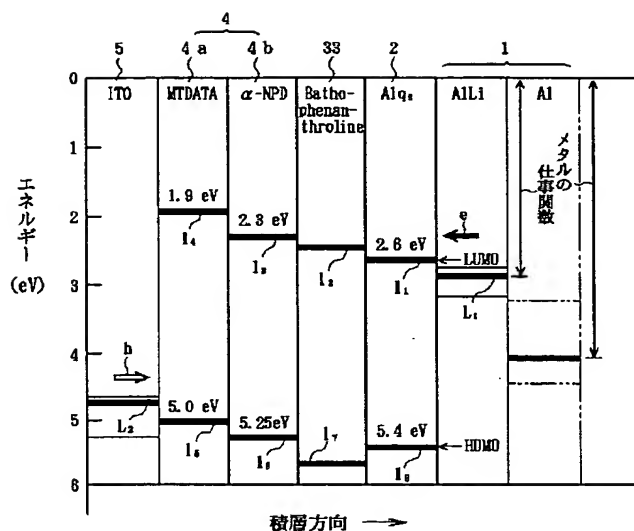 4
5
4 a
4 b
33
2
1
0
ITO
MTDATA
α-NPD
Batho-
phenan-
throline
Alq₃
AlLi
Al
1
2
3
4
5
6
エネルギー
(eV)
メタルの
仕事関数
1.9 eV
l₄
2.3 eV
l₃
l₂
2.6 eV
l₁
e
LUMO
L₁
h
L₂
5.0 eV
l₅
5.25eV
l₆
l₇
5.4 eV
l₈
HOMO
積層方向